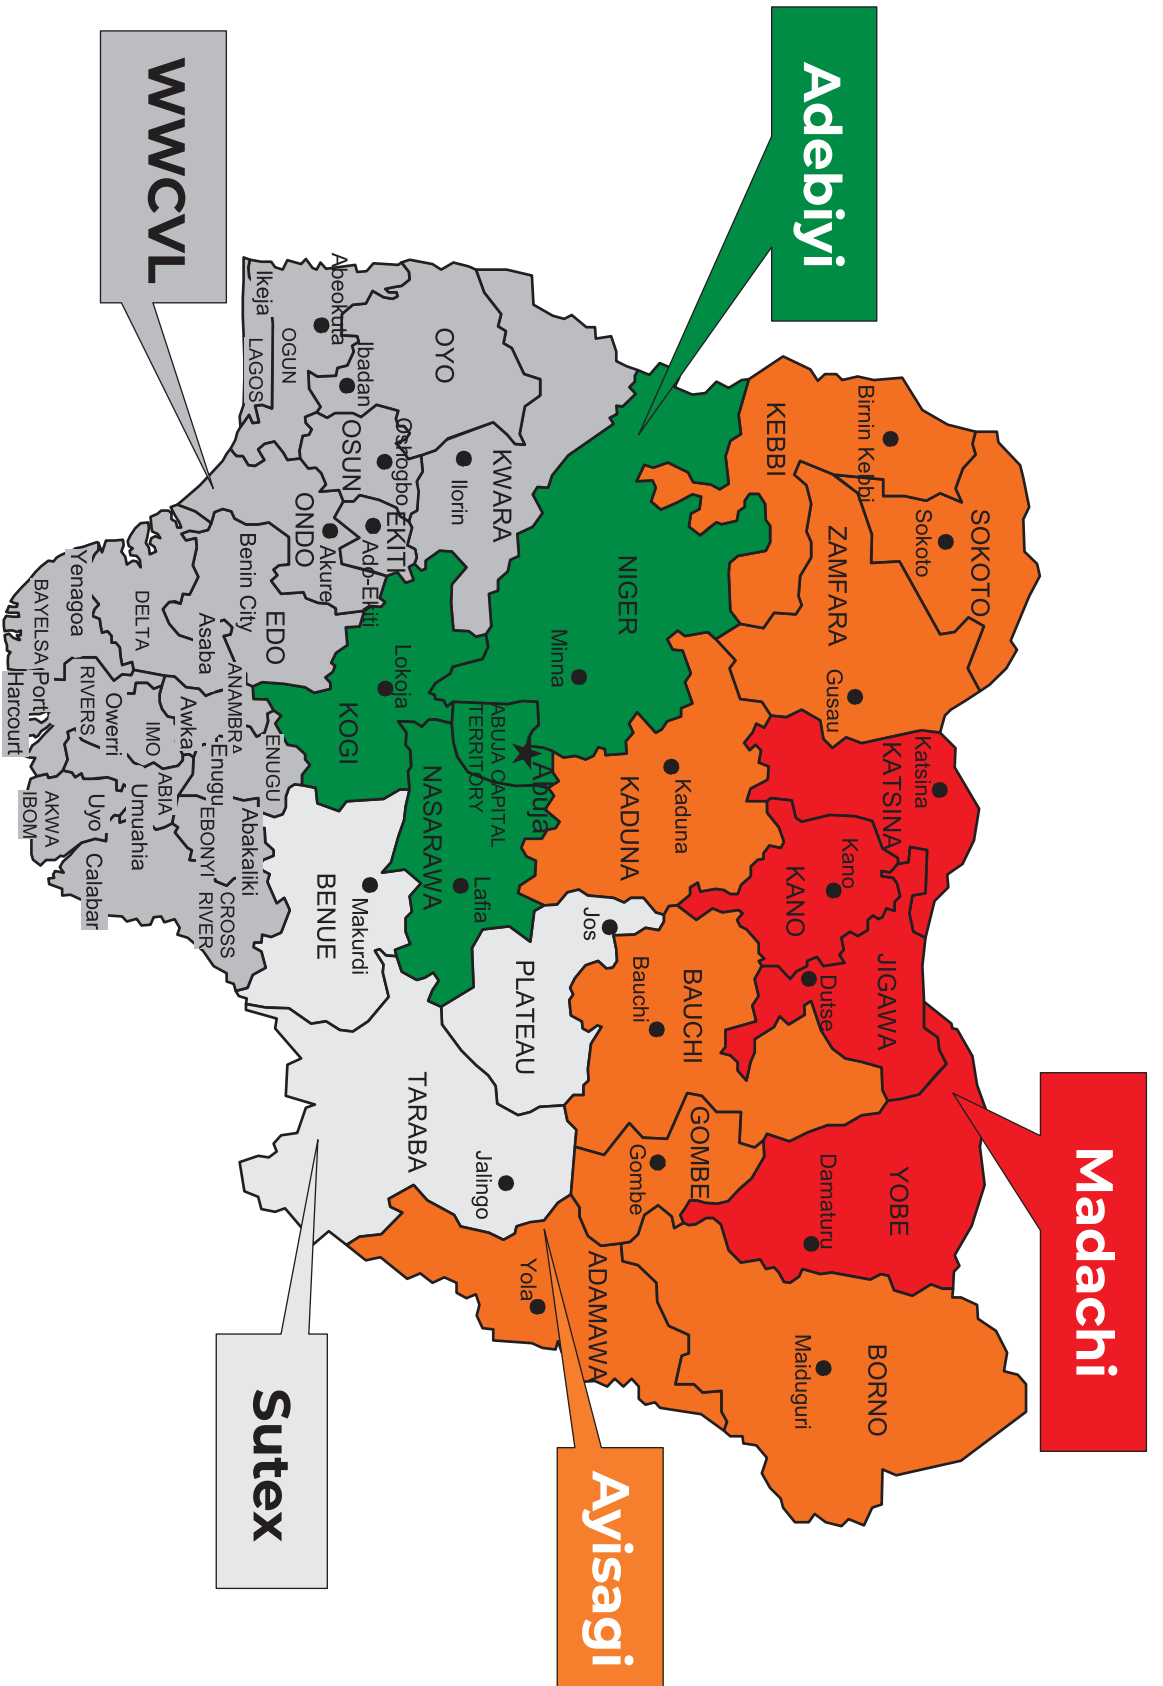 Madachi
Adebiyi
SOKOTO
Sokoto
Birnin Kebbi
KEBBI
ZAMFARA
Gusau
Katsina
KATSINA
Kano
KANO
JIGAWA
Dutse
YOBE
Damaturu
BORNO
Maiduguri
NIGER
Minna
Kaduna
KADUNA
BAUCHI
Bauchi
GOMBE
Gombe
ADAMAWA
Yola
Ayisagi
Abuja
ABUJA CAPITAL
TERRITORY
Jos
PLATEAU
NASARAWA
Lafia
KWARA
Ilorin
OYO
Ibadan
Oshogbo
OSUN
EKITI
Ado-Ekiti
Akure
ONDO
Abeokuta
OGUN
Ikeja
LAGOS
Lokoja
KOGI
Makurdi
BENUE
TARABA
Jalingo
Sutex
EDO
Benin City
Asaba
DELTA
ANAMBRA
Awka
ENUGU
Enugu
Abakaliki
EBONYI
CROSS
RIVER
IMO
Owerri
ABIA
Umuahia
Uyo
Calabar
AKWA
IBOM
RIVERS
Port
Harcourt
Yenagoa
BAYELSA
WWCVL